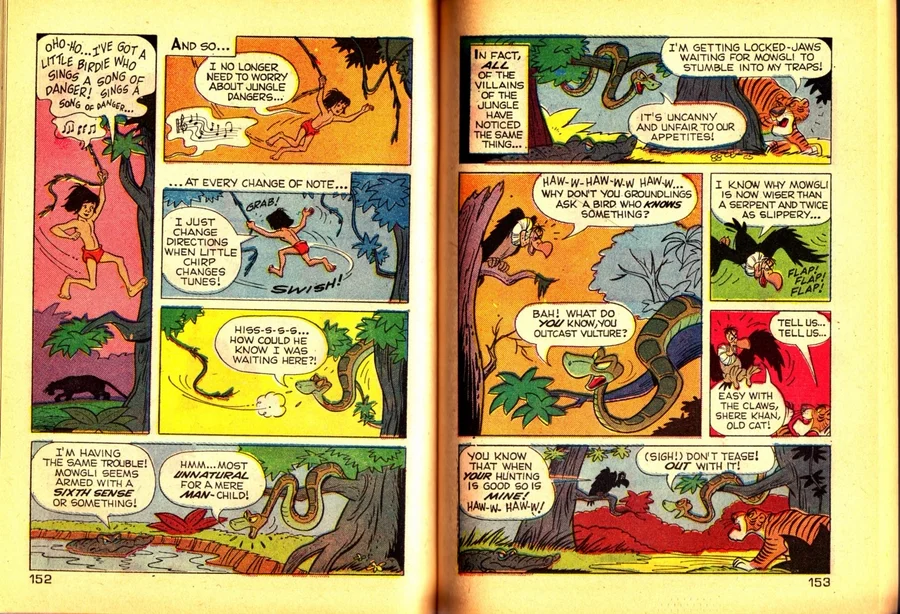 OHO-HO...I'VE GOT A
LITTLE BIRDIE WHO
SINGS A SONG OF
DANGER! SINGS A
SONG OF DANGER...
AND SO...
I NO LONGER
NEED TO WORRY
ABOUT JUNGLE
DANGERS...
...AT EVERY CHANGE OF NOTE...
GRAB!
I JUST
CHANGE
DIRECTIONS
WHEN LITTLE
CHIRP
CHANGES
TUNES!
SWISH!
HISS-S-S-S...
HOW COULD HE
KNOW I WAS
WAITING HERE?!
I'M HAVING
THE SAME TROUBLE!
MOWGLI SEEMS
ARMED WITH A
SIXTH SENSE
OR SOMETHING!
HMM...MOST
UNNATURAL
FOR A MERE
MAN-CHILD!
152
IN FACT,
ALL
OF THE
VILLAINS
OF THE
JUNGLE
HAVE
NOTICED
THE SAME
THING...
I'M GETTING LOCKED-JAWS
WAITING FOR MOWGLI TO
STUMBLE INTO MY TRAPS!
IT'S UNCANNY
AND UNFAIR TO OUR
APPETITES!
HAW-W-HAW-W-W HAW-W...
WHY DON'T YOU GROUNDLINGS
ASK A BIRD WHO KNOWS
SOMETHING?
BAH! WHAT DO
YOU KNOW, YOU
OUTCAST VULTURE?
I KNOW WHY MOWGLI
IS NOW WISER THAN
A SERPENT AND TWICE
AS SLIPPERY...
FLAP!
FLAP!
FLAP!
TELL US...
TELL US...
EASY WITH
THE CLAWS,
SHERE KHAN,
OLD CAT!
YOU KNOW
THAT WHEN
YOUR HUNTING
IS GOOD SO IS
MINE!
HAW-W- HAW-W!
(SIGH!) DON'T TEASE!
OUT WITH IT!
153